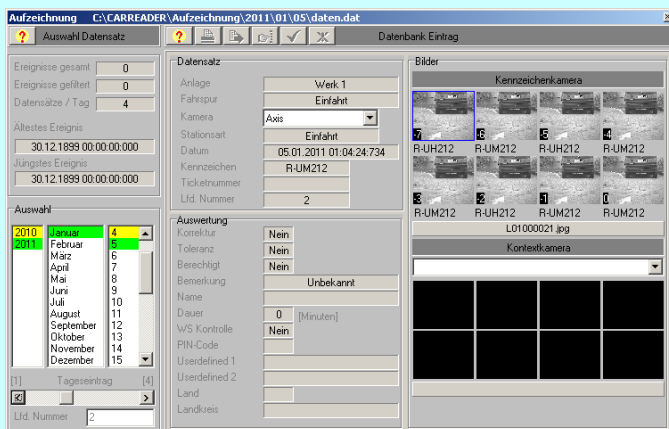 Aufzeichnung C:\CARREADER\Aufzeichnung\2011\01\05\daten.dat
? Auswahl Datensatz
? Datenbank Eintrag
Ereignisse gesamt 0
Ereignisse gefiltert 0
Datensätze / Tag 4
Ältestes Ereignis
30.12.1899 00:00:00:000
Jüngstes Ereignis
30.12.1899 00:00:00:000
Auswahl
2010
2011
Januar
Februar
März
April
Mai
Juni
Juli
August
September
Oktober
November
Dezember
4
5
6
7
8
9
10
11
12
13
14
15
[1] Tageseintrag [4]
Lfd. Nummer 2
Datensatz
Anlage Werk 1
Fahrspur Einfahrt
Kamera Axis
Stationsart Einfahrt
Datum 05.01.2011 01:04:24:734
Kennzeichen R-UM212
Ticketnummer
Lfd. Nummer 2
Auswertung
Korrektur Nein
Toleranz Nein
Berechtigt Nein
Bemerkung Unbekannt
Name
Dauer 0 [Minuten]
WS Kontrolle Nein
PIN-Code
Userdefined 1
Userdefined 2
Land
Landkreis
Bilder
Kennzeichenkamera
-7 -6 -5 -4
R-UH212 R-UM212 R-UH212 R-UM212
-3 -2 -1 0
R-UM212 R-UH212 R-UM212 R-UM212
L01000021.jpg
Kontextkamera